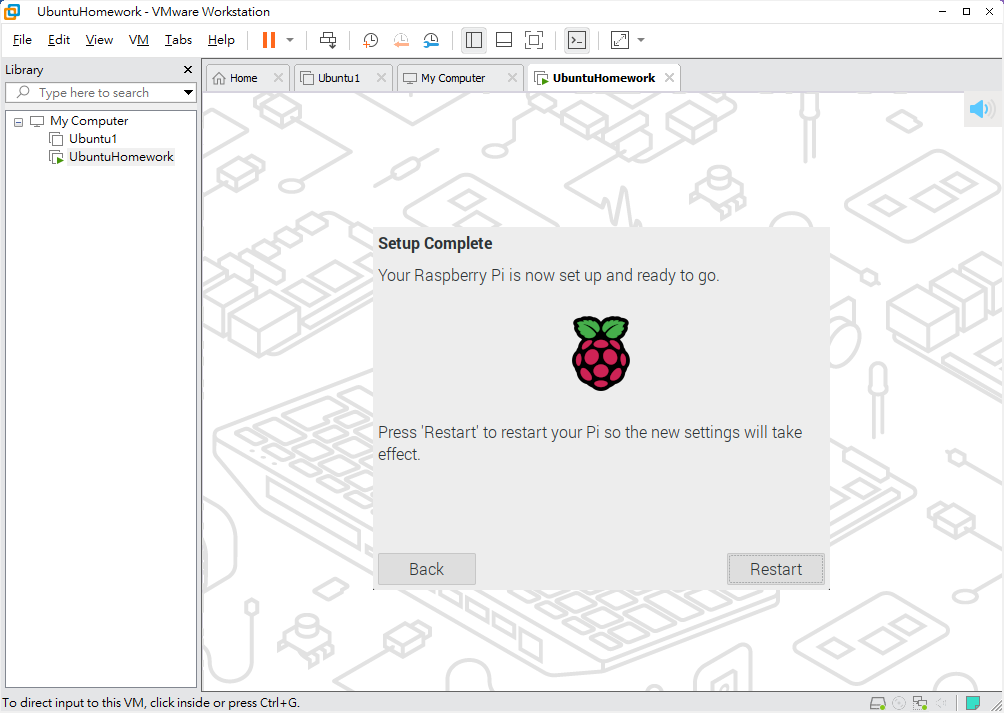 UbuntuHomework - VMware Workstation
File Edit View VM Tabs Help
Library
Type here to search
My Computer
Ubuntu1
UbuntuHomework
Home Ubuntu1 My Computer UbuntuHomework
Setup Complete
Your Raspberry Pi is now set up and ready to go.
Press 'Restart' to restart your Pi so the new settings will take
effect.
Back Restart
To direct input to this VM, click inside or press Ctrl+G.